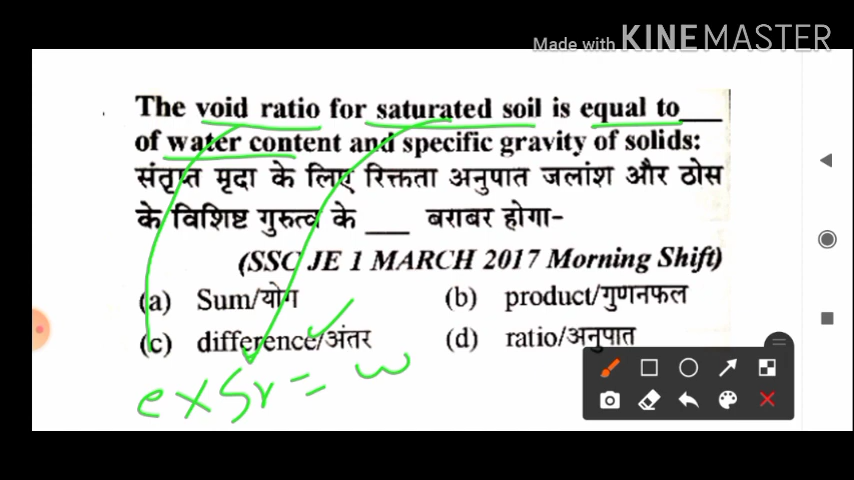 Made with KINEMASTER
The void ratio for saturated soil is equal to___
of water content and specific gravity of solids:
संतृप्त मृदा के लिए रिक्तता अनुपात जलांश और ठोस
के विशिष्ट गुरुत्व के ___ बराबर होगा-
(SSC JE 1 MARCH 2017 Morning Shift)
(a) Sum/योग (b) product/गुणनफल
(c) difference/अंतर (d) ratio/अनुपात
e × Sr = w